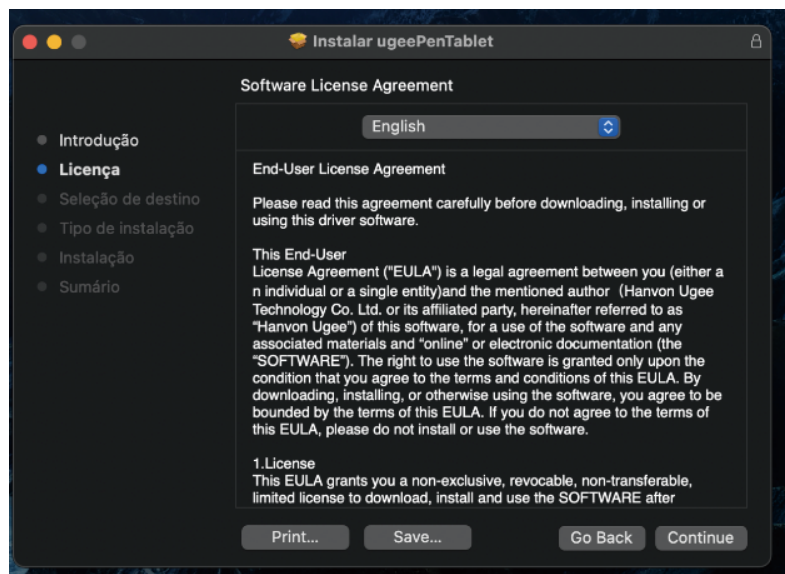 Instalar ugeePenTablet
Software License Agreement
English
Introdução
Licença
Seleção de destino
Tipo de instalação
Instalação
Sumário
End-User License Agreement
Please read this agreement carefully before downloading, installing or
using this driver software.
This End-User
License Agreement ("EULA") is a legal agreement between you (either a
n individual or a single entity)and the mentioned author（Hanvon Ugee
Technology Co. Ltd. or its affiliated party, hereinafter referred to as
“Hanvon Ugee”) of this software, for a use of the software and any
associated materials and “online” or electronic documentation (the
“SOFTWARE”). The right to use the software is granted only upon the
condition that you agree to the terms and conditions of this EULA. By
downloading, installing, or otherwise using the software, you agree to be
bounded by the terms of this EULA. If you do not agree to the terms of
this EULA, please do not install or use the software.
1.License
This EULA grants you a non-exclusive, revocable, non-transferable,
limited license to download, install and use the SOFTWARE after
Print...
Save...
Go Back
Continue